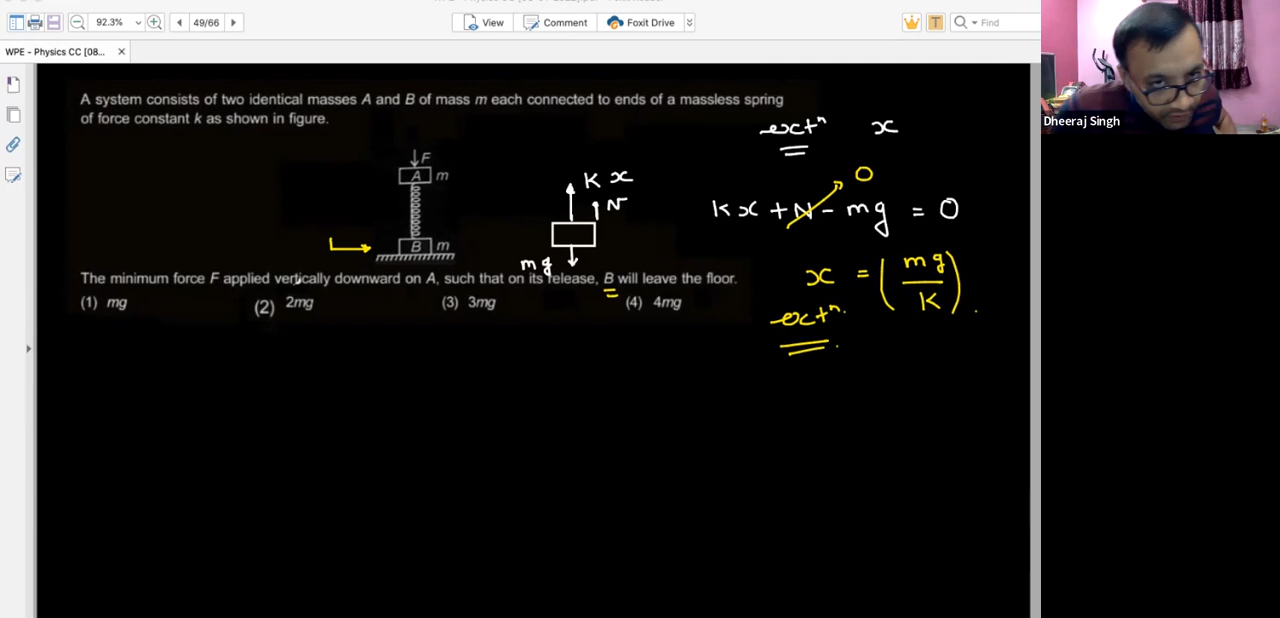 92.3%
49/66
View
Comment
Foxit Drive
T
Find
WPE - Physics CC [08...
Dheeraj Singh
A system consists of two identical masses A and B of mass m each connected to ends of a massless spring
of force constant k as shown in figure.
F
A m
B m
mg
Kx
N
The minimum force F applied vertically downward on A, such that on its release, B will leave the floor.
(1) mg (2) 2mg (3) 3mg (4) 4mg
extⁿ x
0
Kx + N - mg = 0
x = (mg/K).
extⁿ.